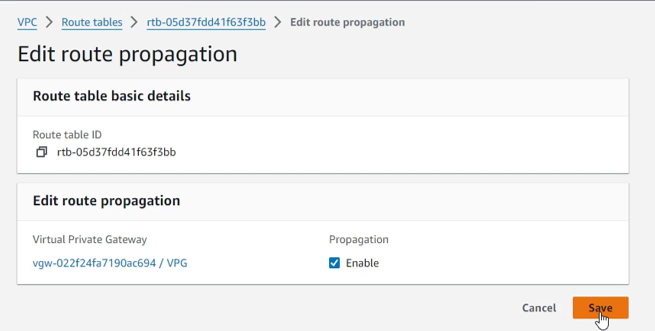 VPC > Route tables > rtb-05d37fdd41f63f3bb > Edit route propagation
Edit route propagation
Route table basic details
Route table ID
rtb-05d37fdd41f63f3bb
Edit route propagation
Virtual Private Gateway Propagation
vgw-022f24fa7190ac694 / VPG Enable
Cancel Save